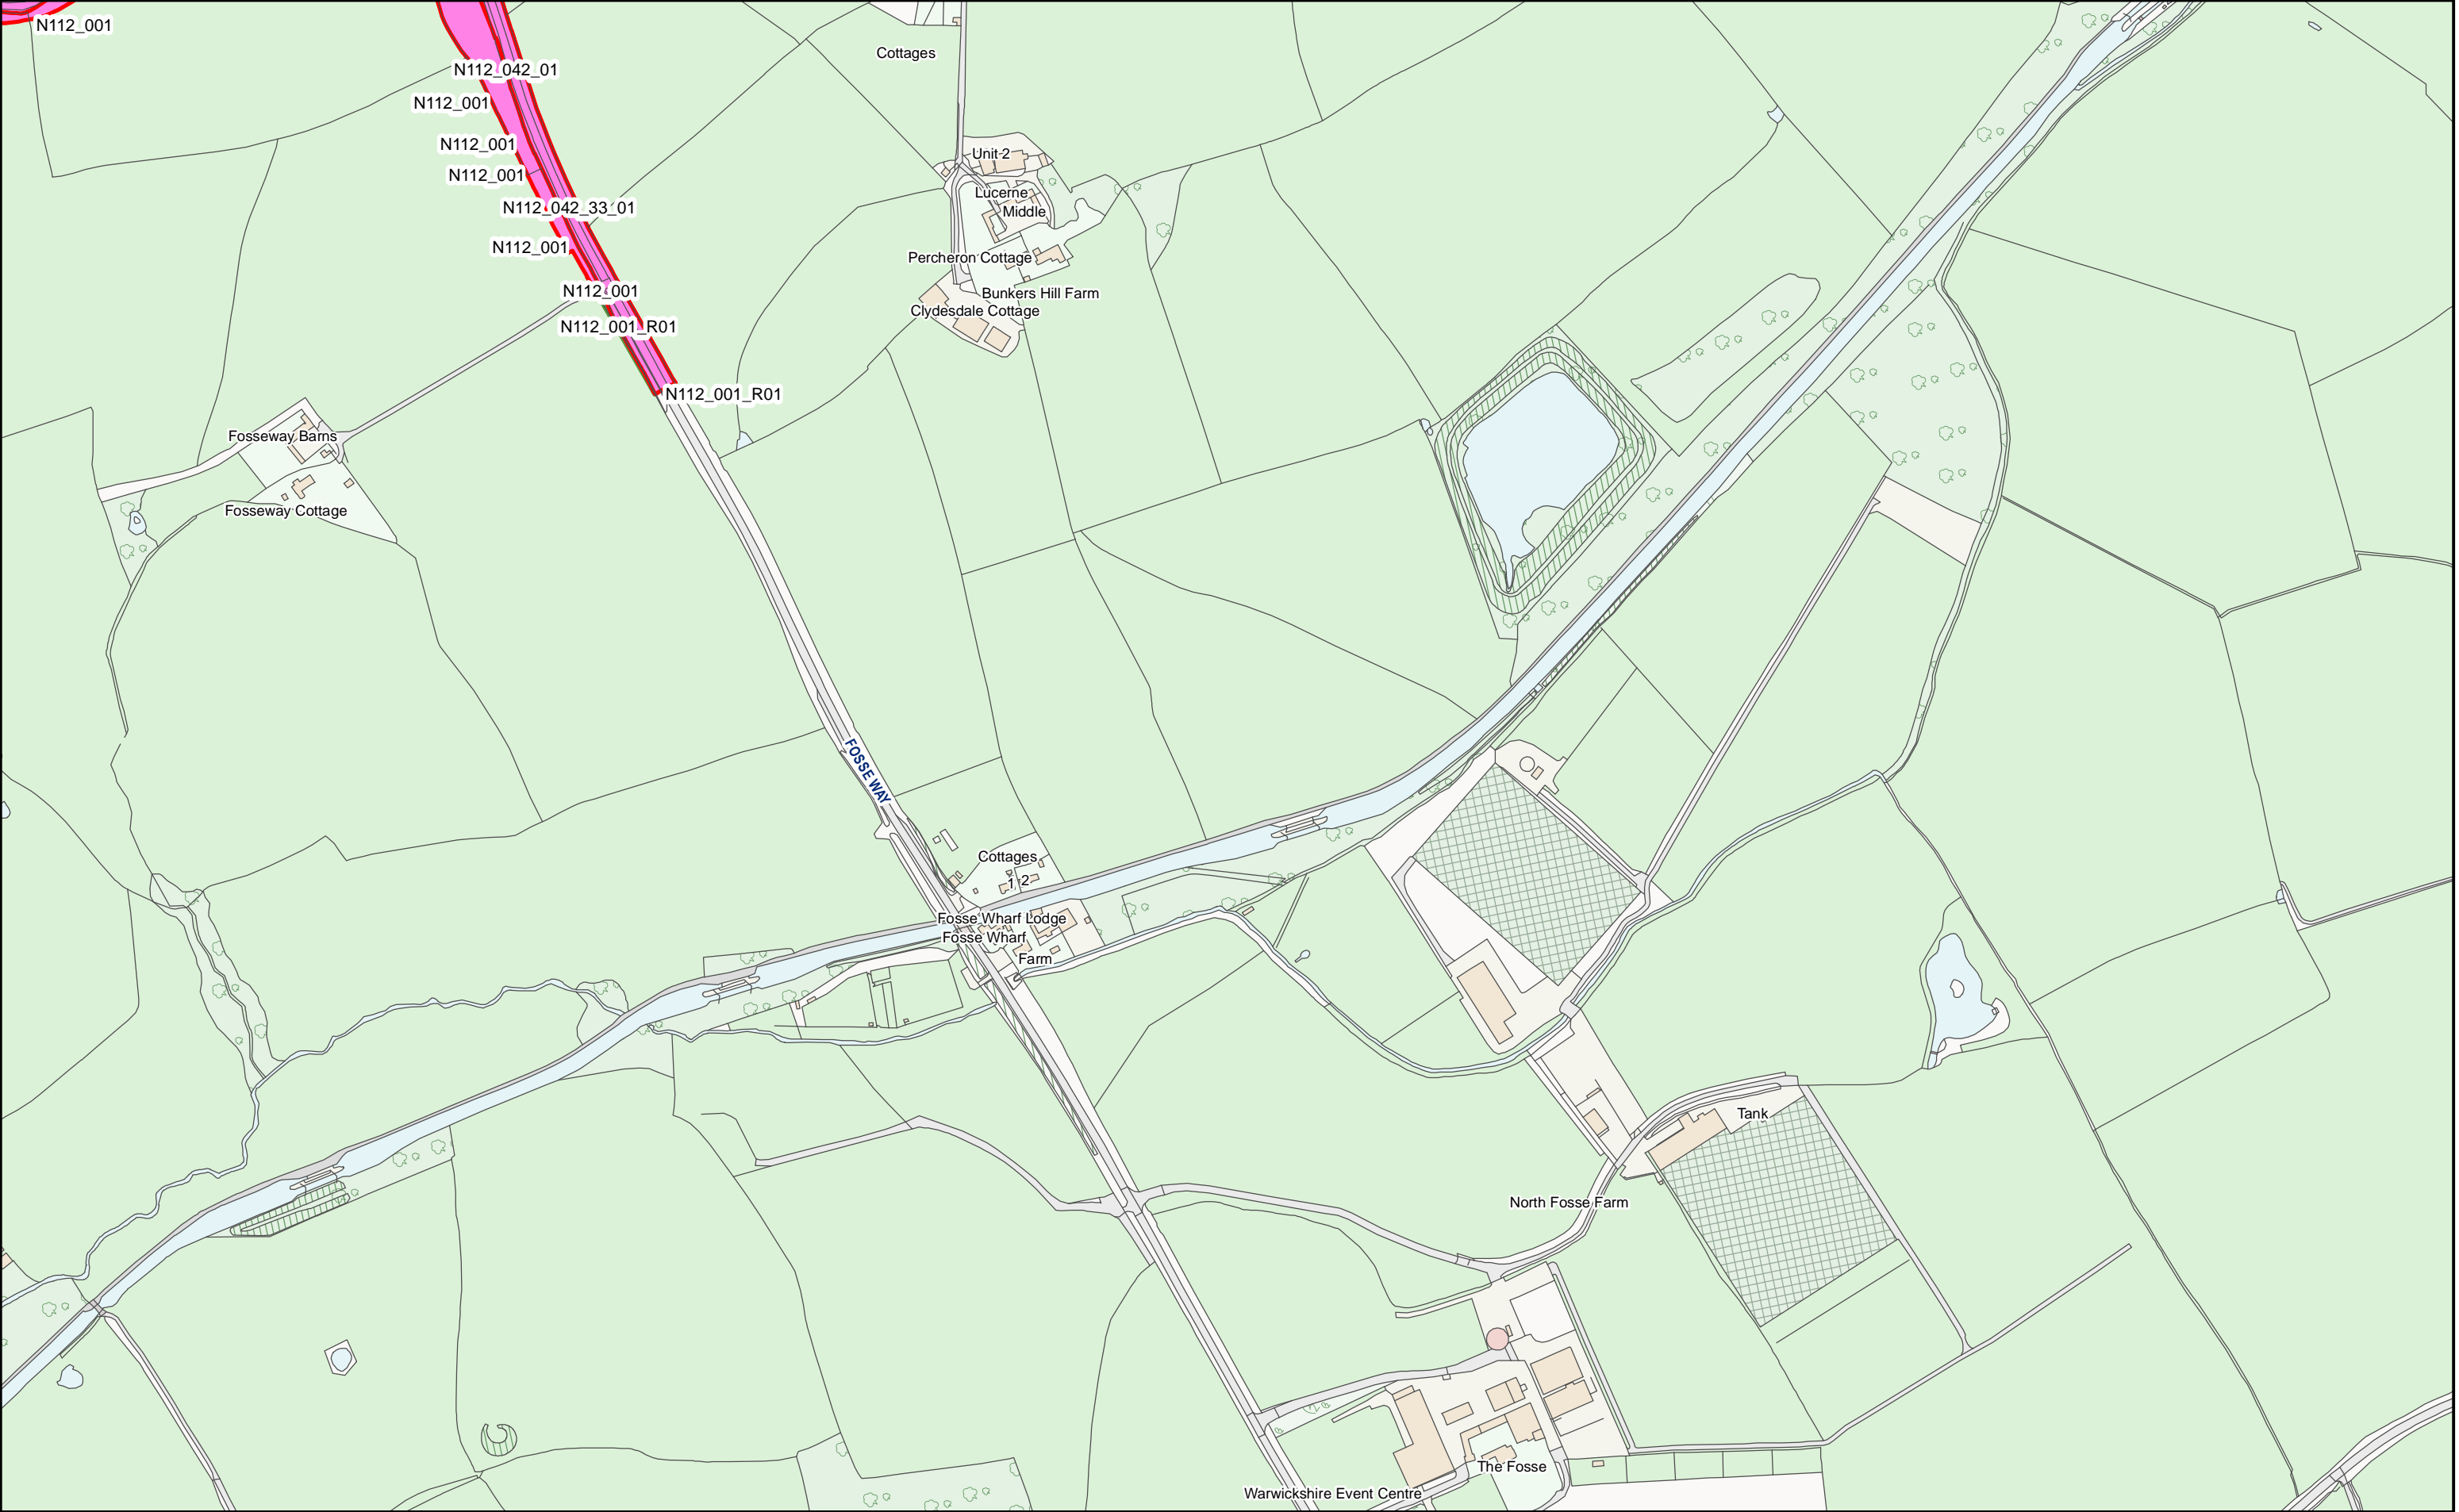 N112_001
Cottages
N112_042_01
N112_001
N112_001
Unit 2
N112_001
Lucerne
N112_042_33_01
Middle
N112_001
Percheron Cottage
N112_001
Bunkers Hill Farm
Clydesdale Cottage
N112_001_R01
N112_001_R01
Fosseway Barns
Fosseway Cottage
FOSSE WAY
Cottages
1, 2
Fosse Wharf Lodge
Fosse Wharf
Farm
Tank
North Fosse Farm
The Fosse
Warwickshire Event Centre